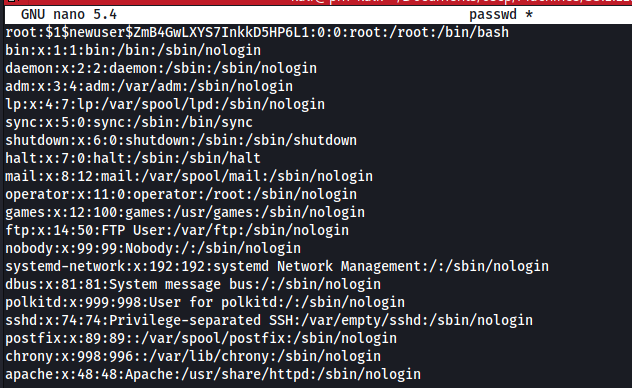 GNU nano 5.4 passwd *
root:$1$newuser$ZmB4GwLXYS7InkkD5HP6L1:0:0:root:/root:/bin/bash
bin:x:1:1:bin:/bin:/sbin/nologin
daemon:x:2:2:daemon:/sbin:/sbin/nologin
adm:x:3:4:adm:/var/adm:/sbin/nologin
lp:x:4:7:lp:/var/spool/lpd:/sbin/nologin
sync:x:5:0:sync:/sbin:/bin/sync
shutdown:x:6:0:shutdown:/sbin:/sbin/shutdown
halt:x:7:0:halt:/sbin:/sbin/halt
mail:x:8:12:mail:/var/spool/mail:/sbin/nologin
operator:x:11:0:operator:/root:/sbin/nologin
games:x:12:100:games:/usr/games:/sbin/nologin
ftp:x:14:50:FTP User:/var/ftp:/sbin/nologin
nobody:x:99:99:Nobody:/:/sbin/nologin
systemd-network:x:192:192:systemd Network Management:/:/sbin/nologin
dbus:x:81:81:System message bus:/:/sbin/nologin
polkitd:x:999:998:User for polkitd:/:/sbin/nologin
sshd:x:74:74:Privilege-separated SSH:/var/empty/sshd:/sbin/nologin
postfix:x:89:89::/var/spool/postfix:/sbin/nologin
chrony:x:998:996::/var/lib/chrony:/sbin/nologin
apache:x:48:48:Apache:/usr/share/httpd:/sbin/nologin